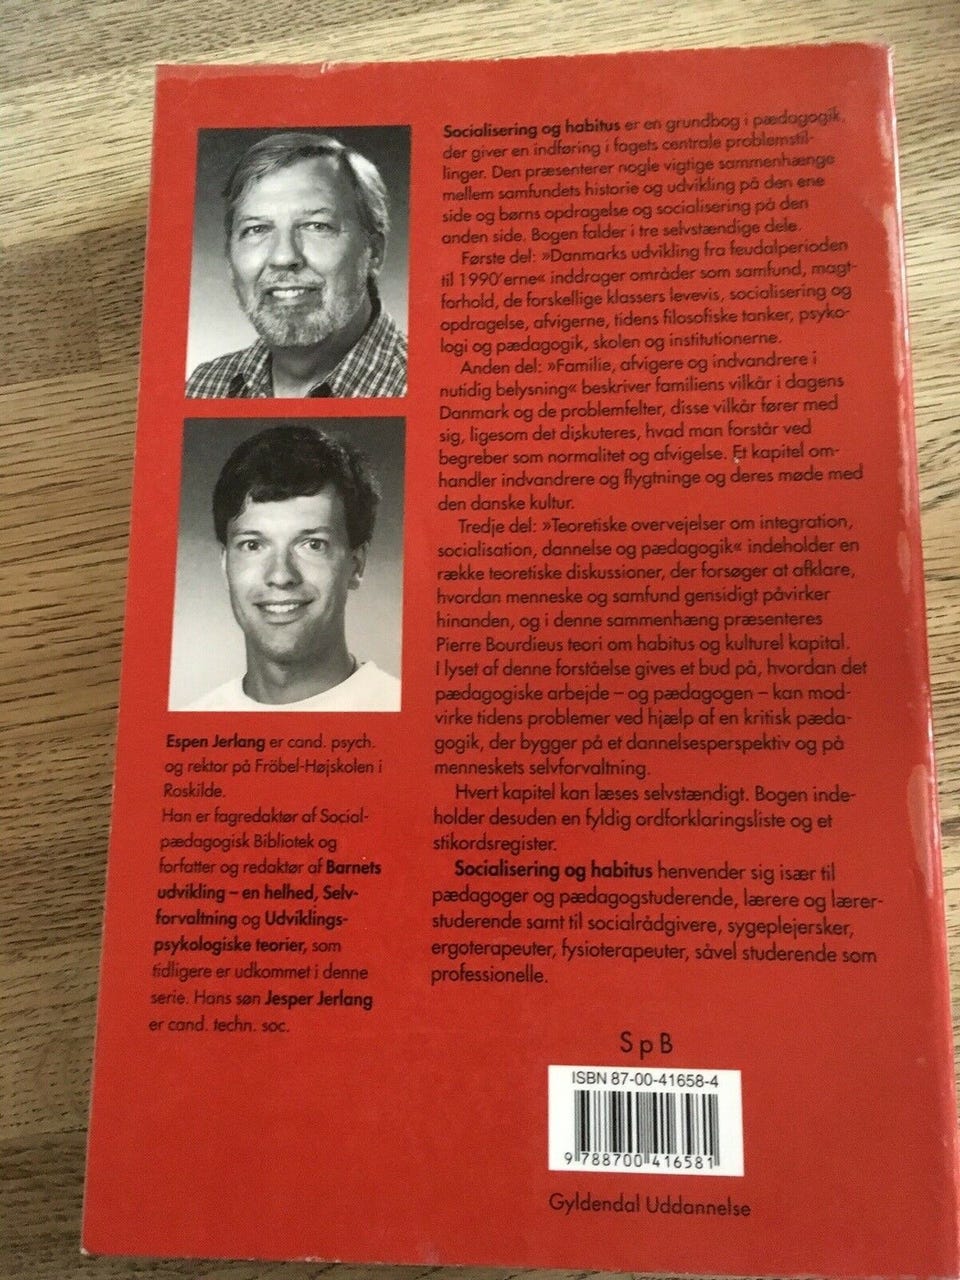 Socialisering og habitus er en grundbog i pædagogik,
der giver en indføring i fagets centrale problemstil-
linger. Den præsenterer nogle vigtige sammenhænge
mellem samfundets historie og udvikling på den ene
side og børns opdragelse og socialisering på den
anden side. Bogen falder i tre selvstændige dele.
Første del: »Danmarks udvikling fra feudalperioden
til 1990'erne« inddrager områder som samfund, magt-
forhold, de forskellige klassers levevis, socialisering og
opdragelse, afvigerne, tidens filosofiske tanker, psyko-
logi og pædagogik, skolen og institutionerne.
Anden del: »Familie, afvigere og indvandrere i
nutidig belysning« beskriver familiens vilkår i dagens
Danmark og de problemfelter, disse vilkår fører med
sig, ligesom det diskuteres, hvad man forstår ved
begreber som normalitet og afvigelse. Et kapitel om-
handler indvandrere og flygtninge og deres møde med
den danske kultur.
Tredje del: »Teoretiske overvejelser om integration,
socialisation, dannelse og pædagogik« indeholder en
række teoretiske diskussioner, der forsøger at afklare,
hvordan menneske og samfund gensidigt påvirker
hinanden, og i denne sammenhæng præsenteres
Pierre Bourdieus teori om habitus og kulturel kapital.
I lyset af denne forståelse gives et bud på, hvordan det
pædagogiske arbejde – og pædagogen – kan mod-
virke tidens problemer ved hjælp af en kritisk pæda-
gogik, der bygger på et dannelsesperspektiv og på
menneskets selvforvaltning.
Hvert kapitel kan læses selvstændigt. Bogen inde-
holder desuden en fyldig ordforklaringsliste og et
stikordsregister.
Socialisering og habitus henvender sig især til
pædagoger og pædagogstuderende, lærere og lærer-
studerende samt til socialrådgivere, sygeplejersker,
ergoterapeuter, fysioterapeuter, såvel studerende som
professionelle.
Espen Jerlang er cand. psych.
og rektor på Fröbel-Højskolen i
Roskilde.
Han er fagredaktør af Social-
pædagogisk Bibliotek og
forfatter og redaktør af Barnets
udvikling – en helhed, Selv-
forvaltning og Udviklings-
psykologiske teorier, som
tidligere er udkommet i denne
serie. Hans søn Jesper Jerlang
er cand. techn. soc.
S p B
ISBN 87-00-41658-4
9 788700 416581
Gyldendal Uddannelse